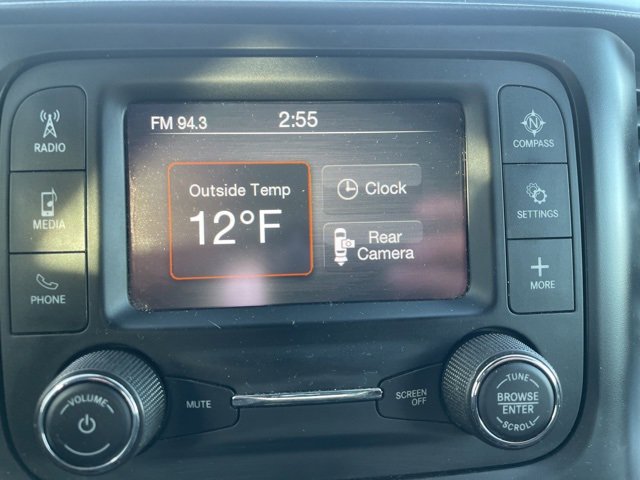 FM 94.3
2:55
RADIO
MEDIA
PHONE
Outside Temp
12°F
Clock
Rear
Camera
N
COMPASS
SETTINGS
MORE
VOLUME
MUTE
SCREEN
OFF
TUNE
BROWSE
ENTER
SCROLL